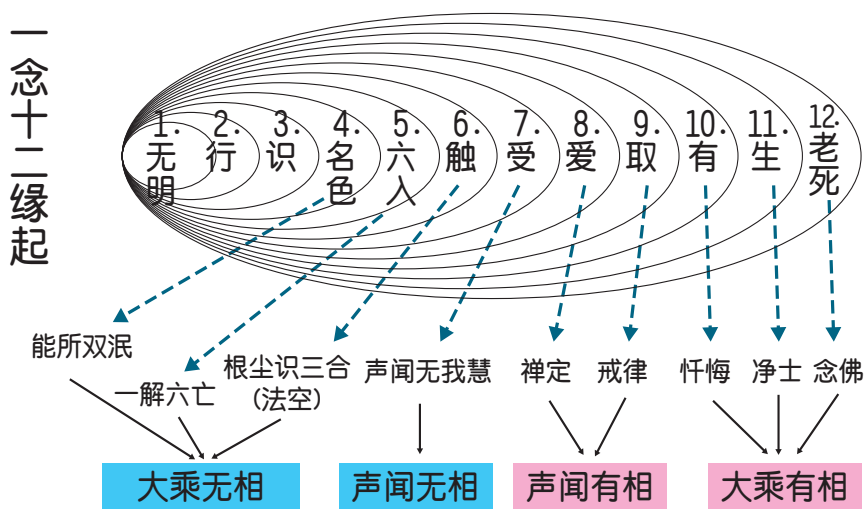 一念十二缘起
1. 无明
2. 行
3. 识
4. 名色
5. 六入
6. 触
7. 受
8. 爱
9. 取
10. 有
11. 生
12. 老死
能所双泯
一解六亡
根尘识三合
(法空)
声闻无我慧
禅定
戒律
忏悔
净士
念佛
大乘无相
声闻无相
声闻有相
大乘有相